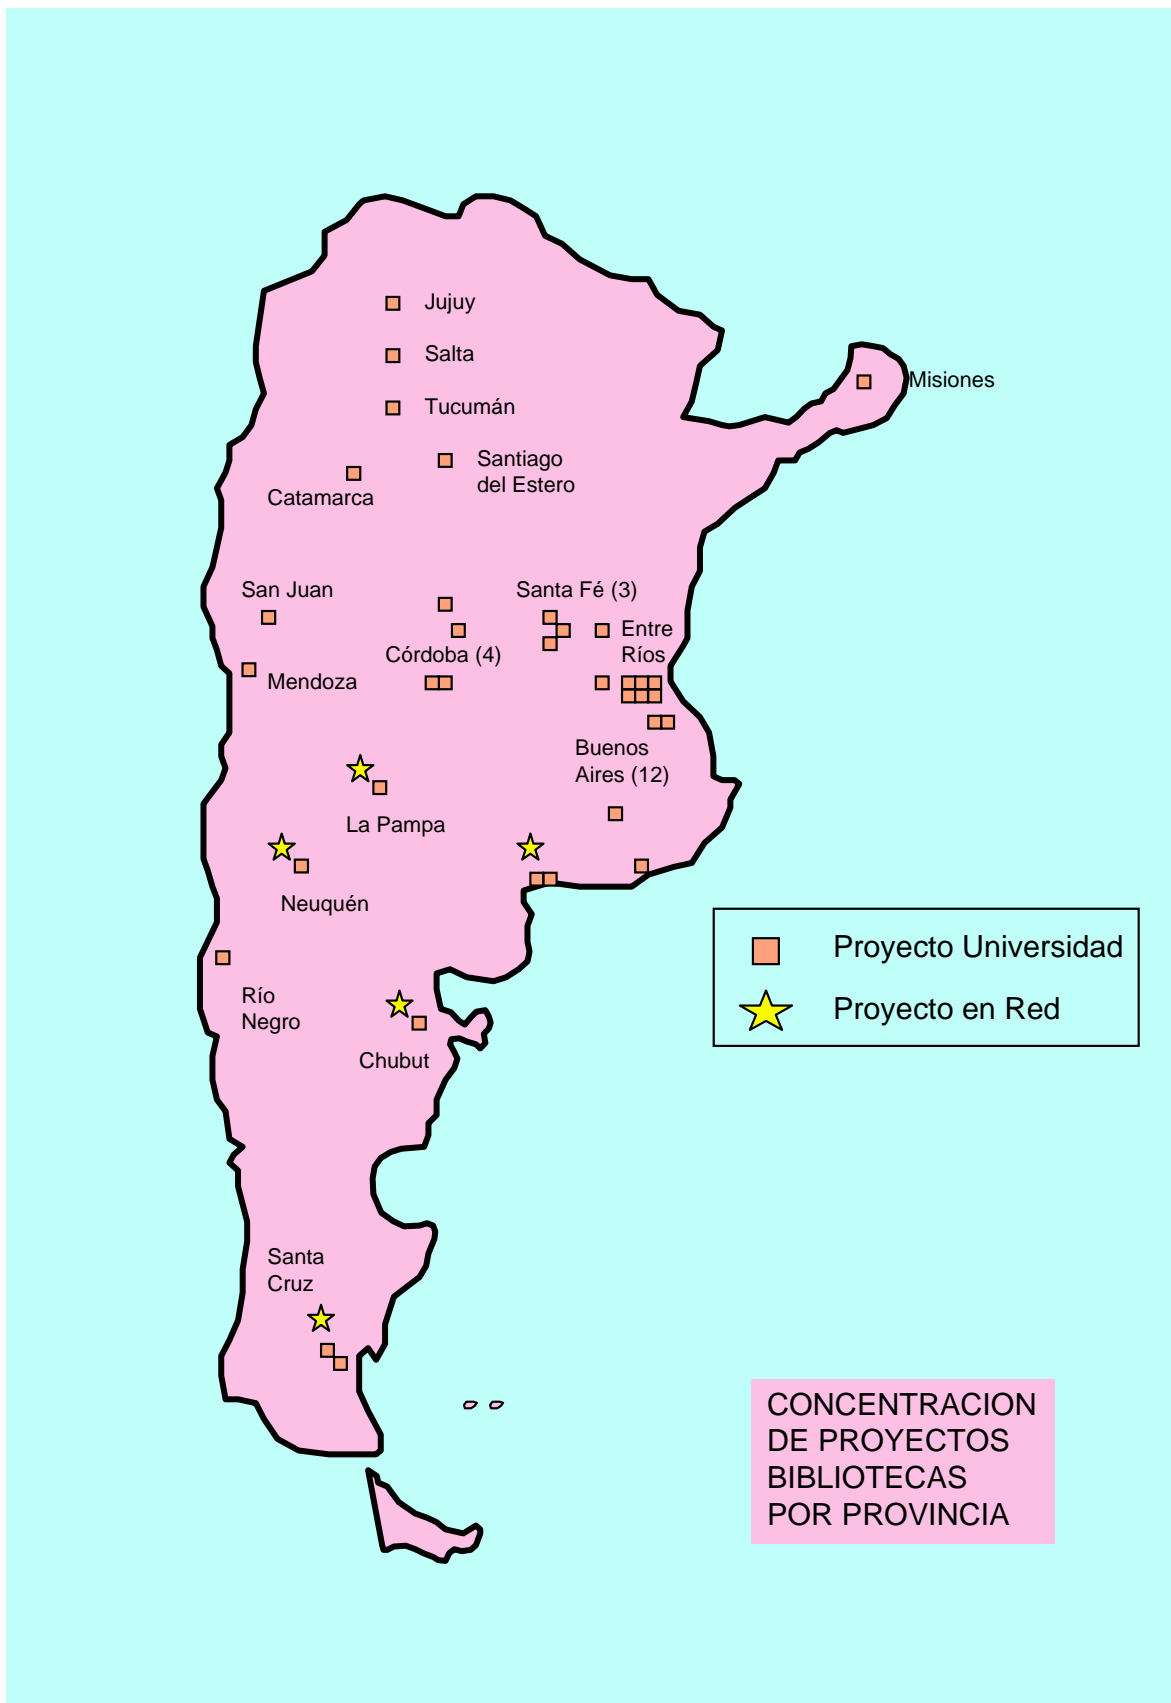 Jujuy
Salta
Misiones
Tucumán
Santiago
del Estero
Catamarca
San Juan
Santa Fé (3)
Entre
Ríos
Córdoba (4)
Mendoza
Buenos
Aires (12)
La Pampa
Neuquén
Proyecto Universidad
Río
Negro
Proyecto en Red
Chubut
Santa
Cruz
CONCENTRACION
DE PROYECTOS
BIBLIOTECAS
POR PROVINCIA